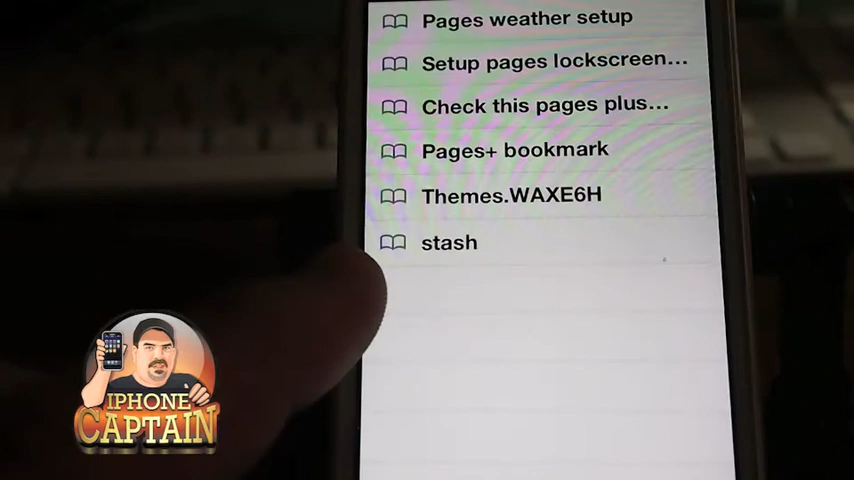 Pages weather setup
Setup pages lockscreen...
Check this pages plus...
Pages+ bookmark
Themes.WAXE6H
stash
IPHONE
CAPTAIN